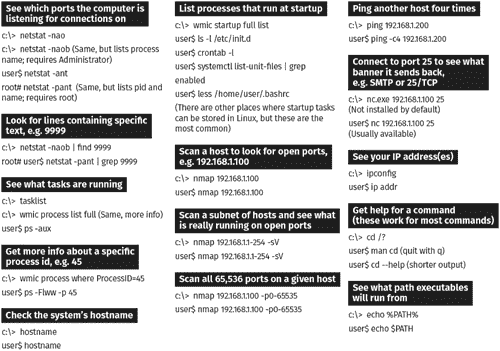 See which ports the computer is
listening for connections on
c:\> netstat -nao
c:\> netstat -naob (Same, but lists process
name; requires Administrator)
user$ netstat -ant
root# netstat -pant (Same, but lists pid and
name; requires root)
Look for lines containing specific
text, e.g. 9999
c:\> netstat -naob | find 9999
root# user$ netstat -pant | grep 9999
See what tasks are running
c:\> tasklist
c:\> wmic process list full (Same, more info)
user$ ps -aux
Get more info about a specific
process id, e.g. 45
c:\> wmic process where ProcessID=45
user$ ps -Flww -p 45
Check the system's hostname
c:\> hostname
user$ hostname
List processes that run at startup
c:\> wmic startup full list
user$ ls -l /etc/init.d
user$ crontab -l
user$ systemctl list-unit-files | grep
enabled
user$ less /home/user/.bashrc
(There are other places where startup tasks
can be stored in Linux, but these are the
most common)
Scan a host to look for open ports,
e.g. 192.168.1.100
c:\> nmap 192.168.1.100
user$ nmap 192.168.1.100
Scan a subnet of hosts and see what
is really running on open ports
c:\> nmap 192.168.1.1-254 -sV
user$ nmap 192.168.1.1-254 -sV
Scan all 65,536 ports on a given host
c:\> nmap 192.168.1.100 -p0-65535
user$ nmap 192.168.1.100 -p0-65535
Ping another host four times
c:\> ping 192.168.1.200
user$ ping -c4 192.168.1.200
Connect to port 25 to see what
banner it sends back,
e.g. SMTP or 25/TCP
c:\> nc.exe 192.168.1.100 25
(Not installed by default)
user$ nc 192.168.1.100 25
(Usually available)
See your IP address(es)
c:\> ipconfig
user$ ip addr
Get help for a command
(these work for most commands)
c:\> cd /?
user$ man cd (quit with q)
user$ cd --help (shorter output)
See what path executables
will run from
c:\> echo %PATH%
user$ echo $PATH